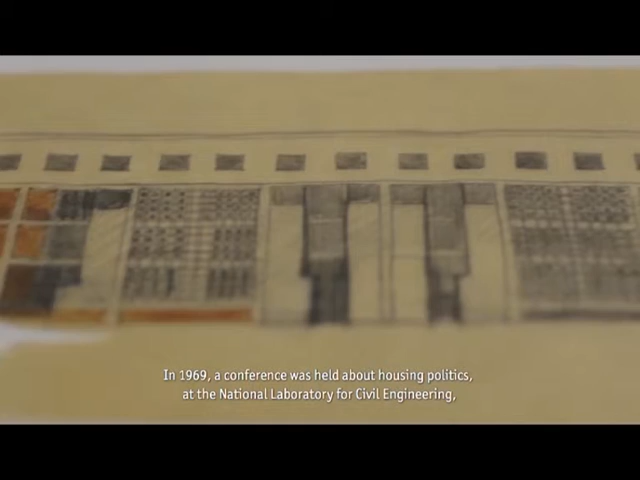 In 1969, a conference was held about housing politics,
at the National Laboratory for Civil Engineering,